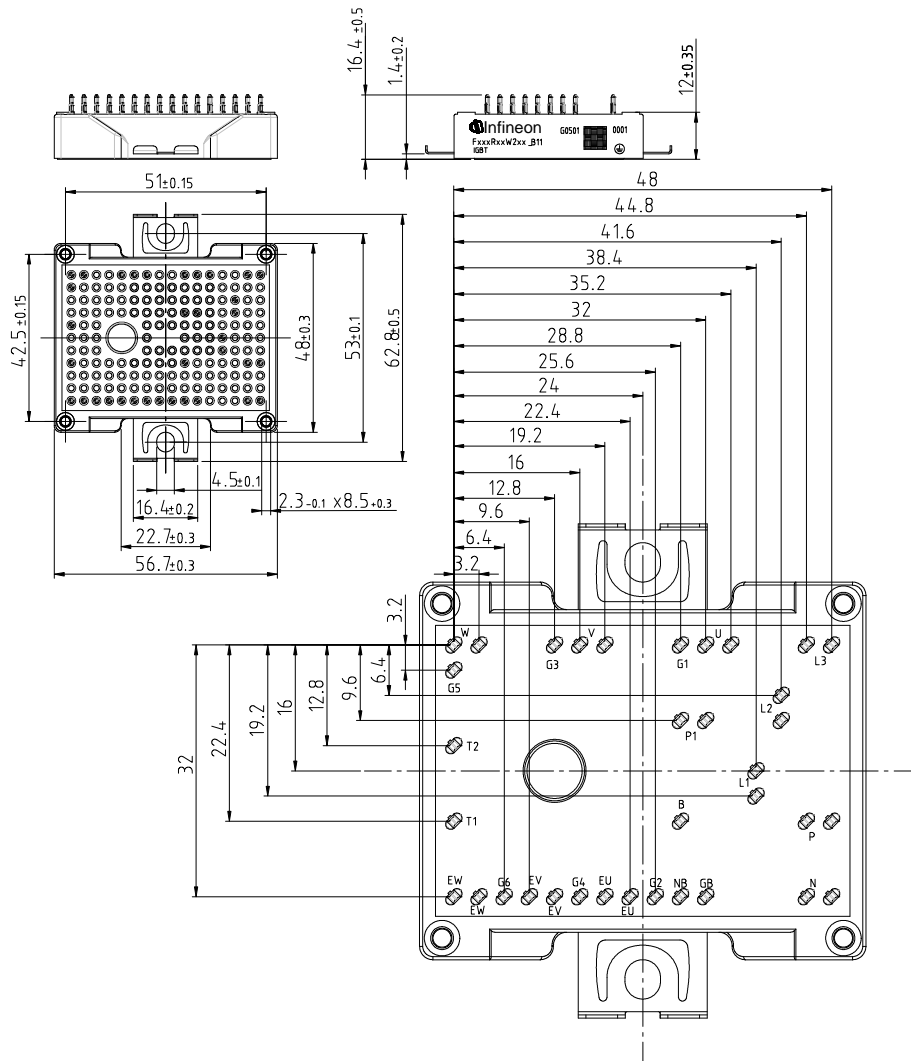 16.4 ±0.5
1.4±0.2
12±0.35
Infineon
G0501
0001
FxxxRxxW2xx_B11
IGBT
51±0.15
42.5 ±0.15
48±0.3
53±0.1
62.8±0.5
4.5±0.1
16.4±0.2
2.3-0.1 x8.5+0.3
22.7±0.3
56.7±0.3
48
44.8
41.6
38.4
35.2
32
28.8
25.6
24
22.4
19.2
16
12.8
9.6
6.4
3.2
3.2
6.4
9.6
12.8
16
19.2
22.4
32
W
G3
V
G1
U
L3
G5
L2
P1
T2
L1
T1
B
P
EW
EW
G6
EV
EV
G4
EU
EU
G2
NB
GB
N